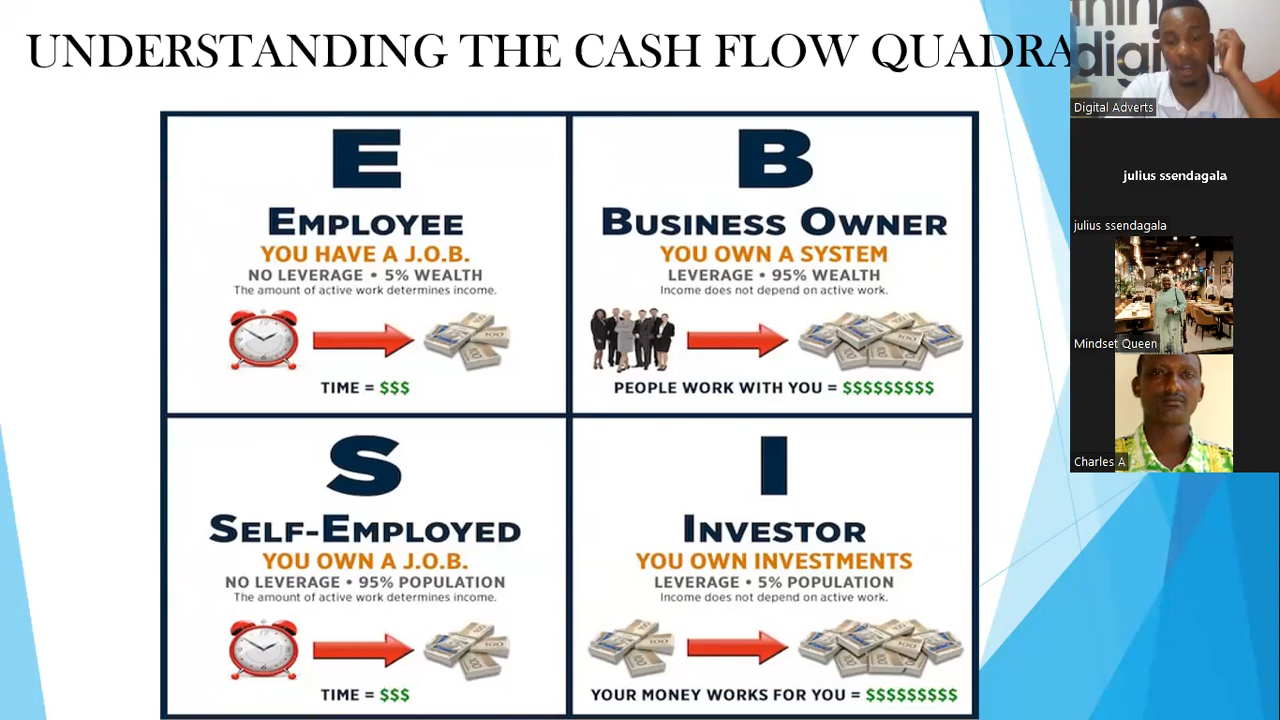 UNDERSTANDING THE CASH FLOW QUADRA
E
EMPLOYEE
YOU HAVE A J.O.B.
NO LEVERAGE • 5% WEALTH
The amount of active work determines income.
TIME = $$$
B
BUSINESS OWNER
YOU OWN A SYSTEM
LEVERAGE • 95% WEALTH
Income does not depend on active work.
PEOPLE WORK WITH YOU = $$$$$$$$$
S
SELF-EMPLOYED
YOU OWN A J.O.B.
NO LEVERAGE • 95% POPULATION
The amount of active work determines income.
TIME = $$$
I
INVESTOR
YOU OWN INVESTMENTS
LEVERAGE • 5% POPULATION
Income does not depend on active work.
YOUR MONEY WORKS FOR YOU = $$$$$$$$$
Digital Adverts
julius ssendagala
julius ssendagala
Mindset Queen
Charles A